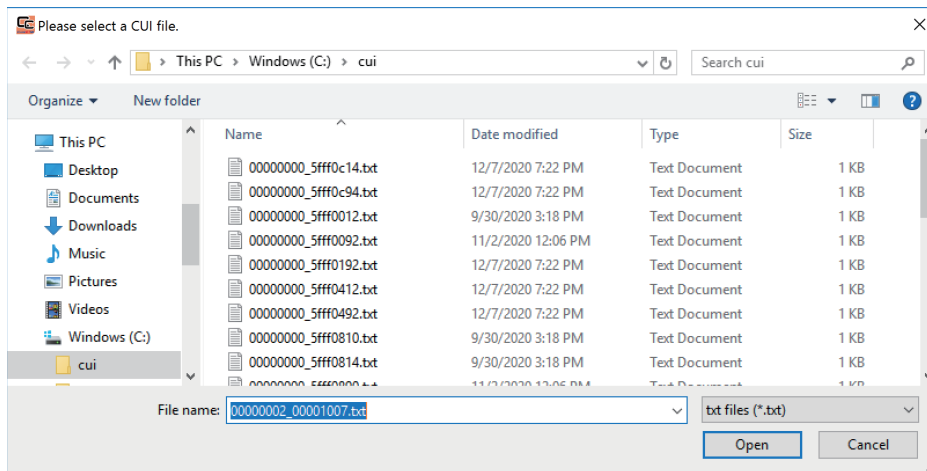 Please select a CUI file.
This PC > Windows (C:) > cui
Search cui
Organize
New folder
Name Date modified Type Size
This PC
Desktop
Documents
Downloads
Music
Pictures
Videos
Windows (C:)
cui
00000000_5fff0c14.txt 12/7/2020 7:22 PM Text Document 1 KB
00000000_5fff0c94.txt 12/7/2020 7:22 PM Text Document 1 KB
00000000_5fff0012.txt 9/30/2020 3:18 PM Text Document 1 KB
00000000_5fff0092.txt 11/2/2020 12:06 PM Text Document 1 KB
00000000_5fff0192.txt 12/7/2020 7:22 PM Text Document 1 KB
00000000_5fff0412.txt 12/7/2020 7:22 PM Text Document 1 KB
00000000_5fff0492.txt 12/7/2020 7:22 PM Text Document 1 KB
00000000_5fff0810.txt 9/30/2020 3:18 PM Text Document 1 KB
00000000_5fff0814.txt 9/30/2020 3:18 PM Text Document 1 KB
File name: 00000002_00001007.txt
txt files (*.txt)
Open
Cancel